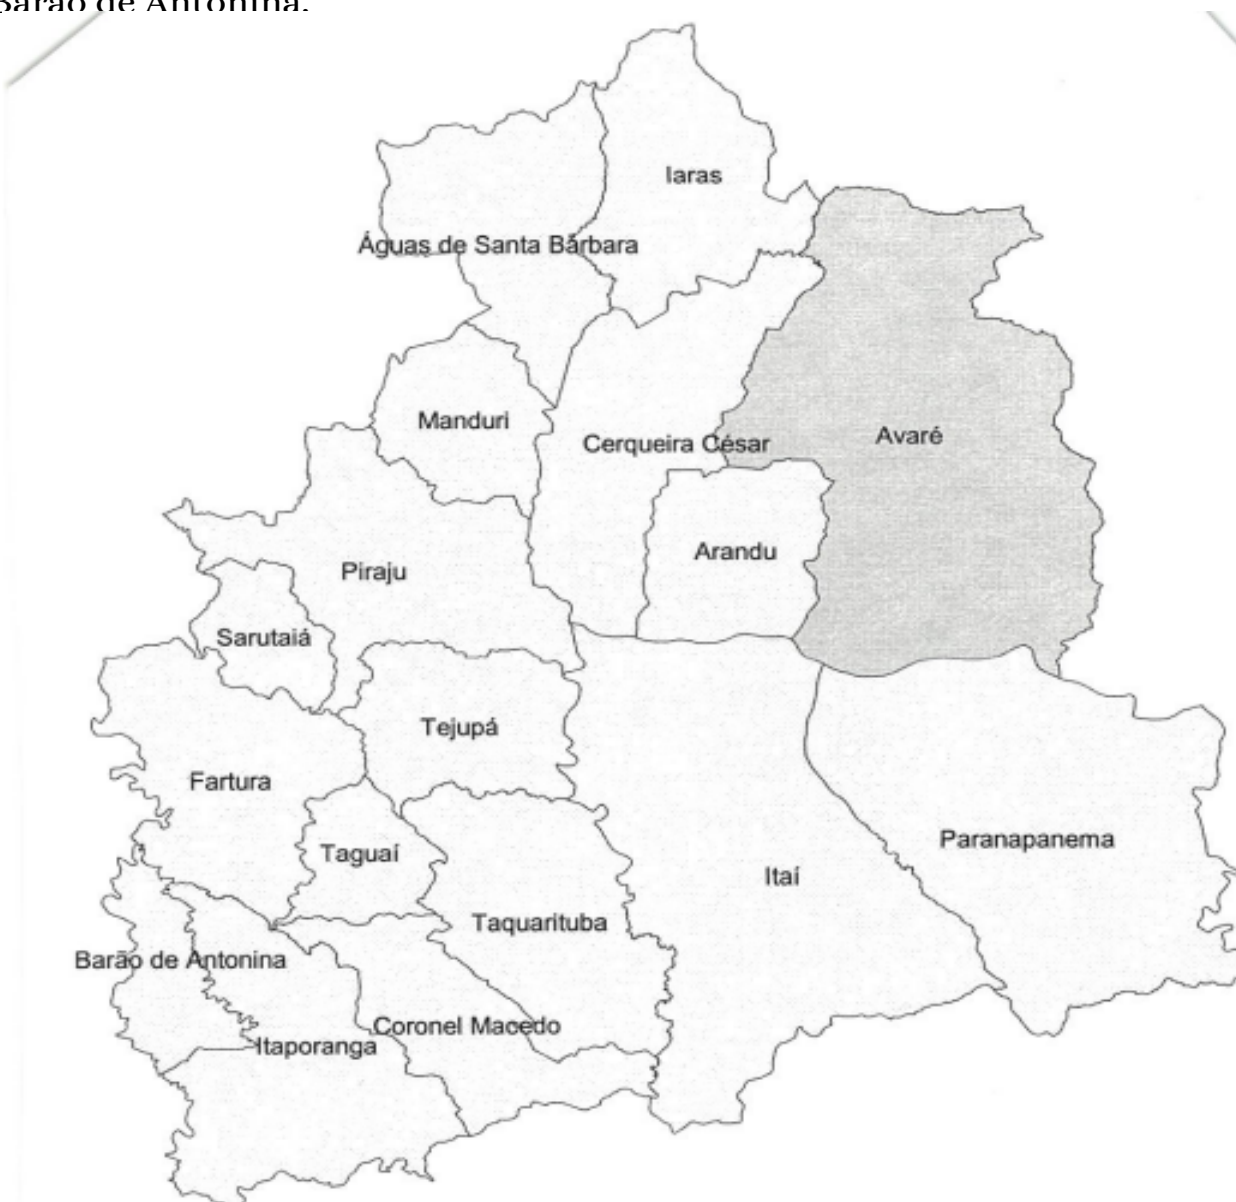 Barão de Antonina.
Iaras
Águas de Santa Bárbara
Manduri
Cerqueira César
Avaré
Arandu
Piraju
Sarutaiá
Tejupá
Fartura
Taguaí
Paranapanema
Itaí
Taquarituba
Barão de Antonina
Coronel Macedo
Itaporanga